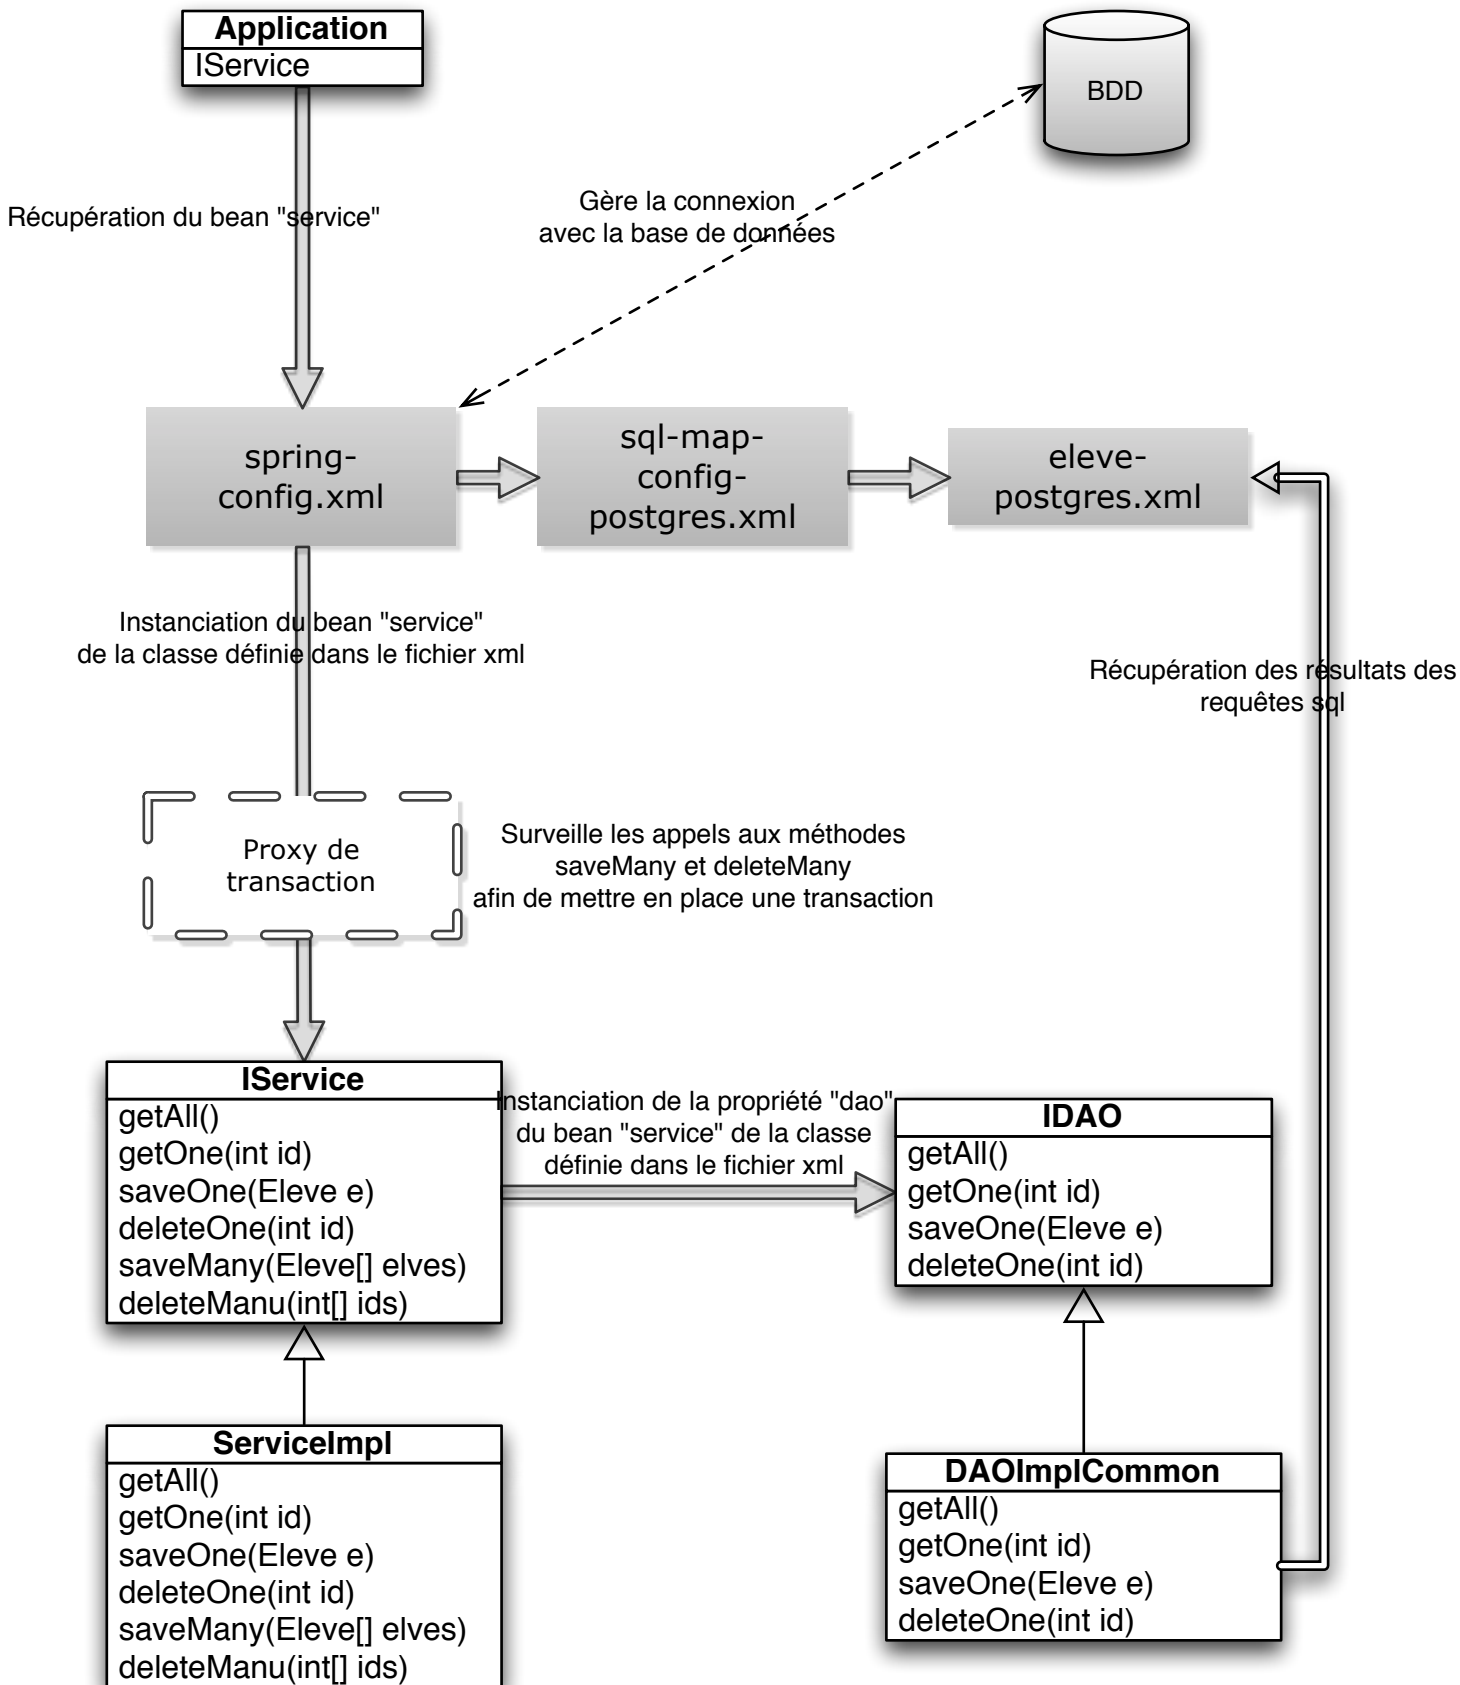 Application
IService
BDD
Récupération du bean "service"
Gère la connexion
avec la base de données
spring-
config.xml
sql-map-
config-
postgres.xml
eleve-
postgres.xml
Instanciation du bean "service"
de la classe définie dans le fichier xml
Récupération des résultats des
requêtes sql
Proxy de
transaction
Surveille les appels aux méthodes
saveMany et deleteMany
afin de mettre en place une transaction
IService
getAll()
getOne(int id)
saveOne(Eleve e)
deleteOne(int id)
saveMany(Eleve[] elves)
deleteManu(int[] ids)
Instanciation de la propriété "dao"
du bean "service" de la classe
définie dans le fichier xml
IDAO
getAll()
getOne(int id)
saveOne(Eleve e)
deleteOne(int id)
ServiceImpl
getAll()
getOne(int id)
saveOne(Eleve e)
deleteOne(int id)
saveMany(Eleve[] elves)
deleteManu(int[] ids)
DAOImplCommon
getAll()
getOne(int id)
saveOne(Eleve e)
deleteOne(int id)